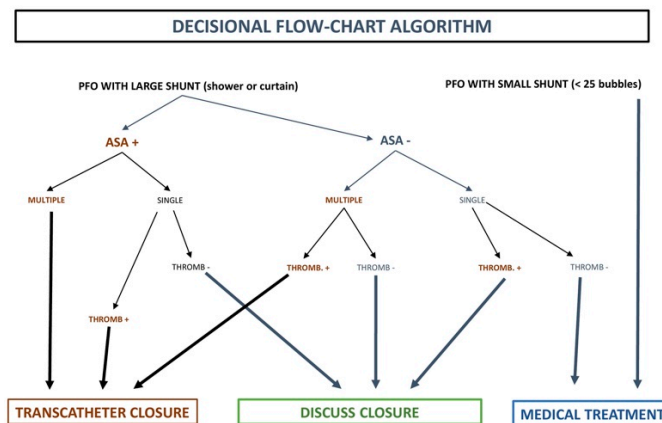 DECISIONAL FLOW-CHART ALGORITHM
PFO WITH LARGE SHUNT (shower or curtain)
PFO WITH SMALL SHUNT (< 25 bubbles)
ASA +
ASA -
MULTIPLE
SINGLE
MULTIPLE
SINGLE
THROMB -
THROMB. +
THROMB -
THROMB. +
THROMB -
THROMB +
TRANSCATHETER CLOSURE
DISCUSS CLOSURE
MEDICAL TREATMENT